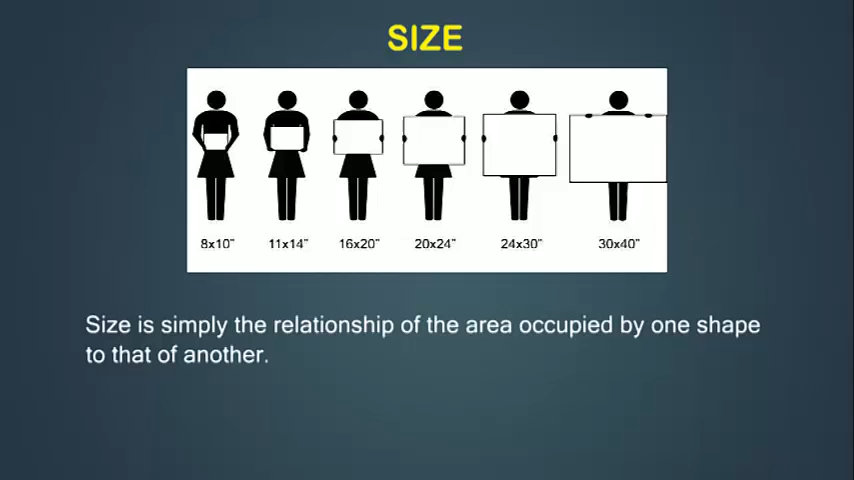 SIZE
8x10" 11x14" 16x20" 20x24" 24x30" 30x40"
Size is simply the relationship of the area occupied by one shape
to that of another.